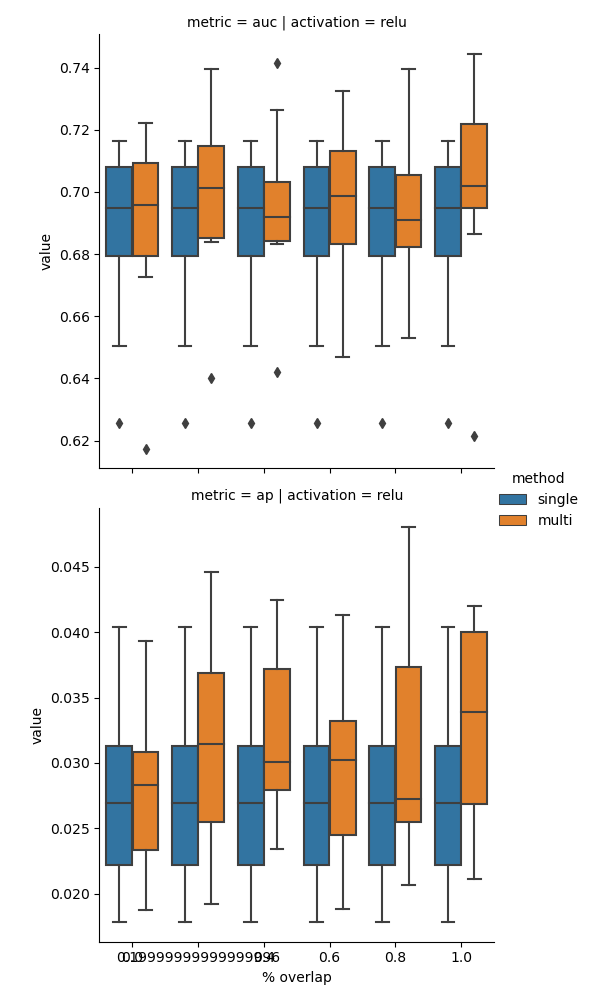 metric = auc | activation = relu
0.74
0.72
0.70
0.68
0.66
0.64
0.62
value
method
single
multi
metric = ap | activation = relu
0.045
0.040
0.035
0.030
0.025
0.020
value
0.0 0.19999999999999996 0.4 0.6 0.8 1.0
% overlap